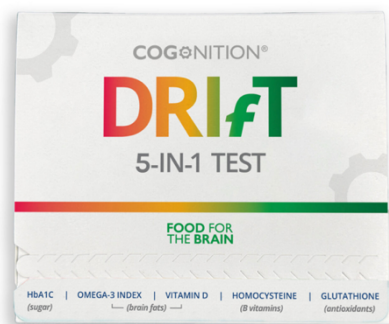 COGNITION®
DRIfT
5-IN-1 TEST
FOOD FOR
THE BRAIN
HbA1C | OMEGA-3 INDEX | VITAMIN D | HOMOCYSTEINE | GLUTATHIONE
(sugar) (brain fats) (B vitamins) (antioxidants)